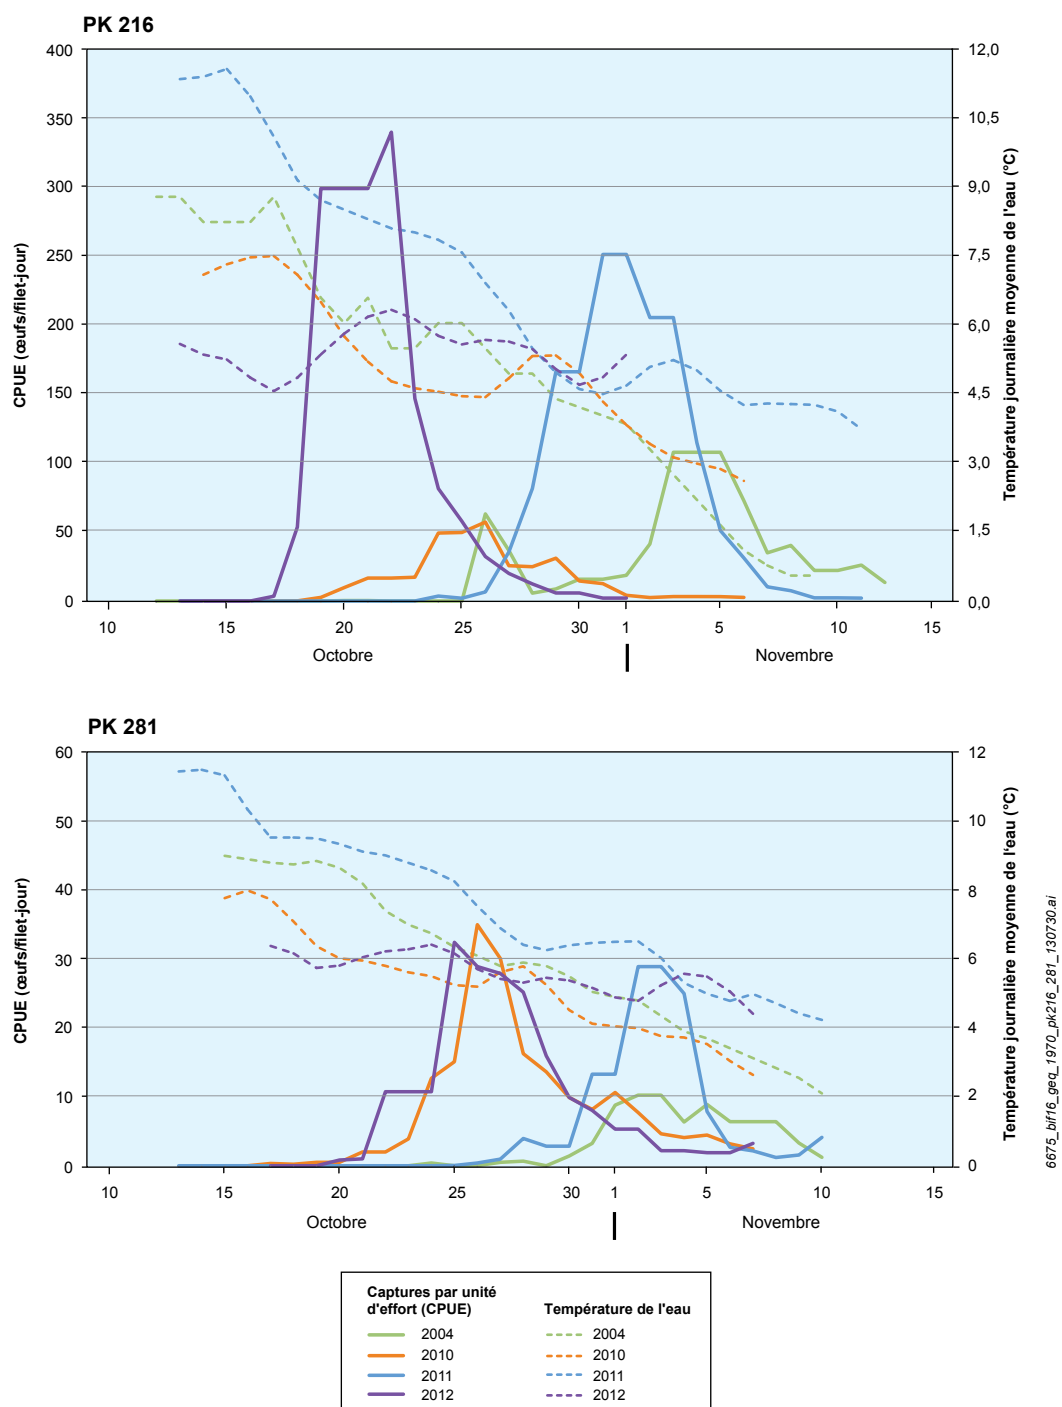 PK 216
CPUE (œufs/filet-jour)
400
350
300
250
200
150
100
50
0
12,0
10,5
9,0
7,5
6,0
4,5
3,0
1,5
0,0
Température journalière moyenne de l'eau (°C)
10 15 20 25 30 1 5 10 15
Octobre Novembre
PK 281
CPUE (œufs/filet-jour)
60
50
40
30
20
10
0
12
10
8
6
4
2
0
Température journalière moyenne de l'eau (°C)
10 15 20 25 30 1 5 10 15
Octobre Novembre
6675_bif16_geq_1970_pk216_281_130730.ai
Captures par unité
d'effort (CPUE) Température de l'eau
2004 2004
2010 2010
2011 2011
2012 2012